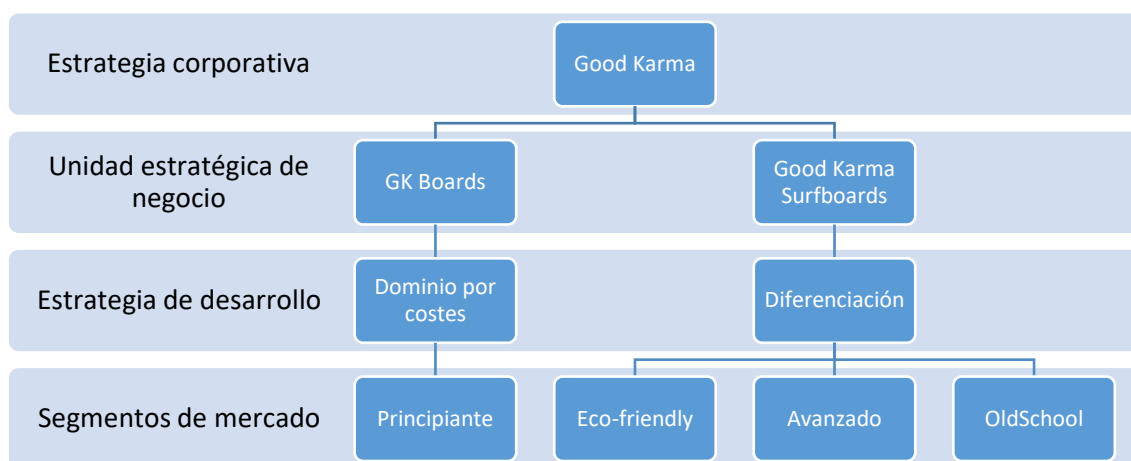 Estrategia corporativa
Good Karma
Unidad estratégica de
negocio
GK Boards
Good Karma
Surfboards
Estrategia de desarrollo
Dominio por
costes
Diferenciación
Segmentos de mercado
Principiante
Eco-friendly
Avanzado
OldSchool